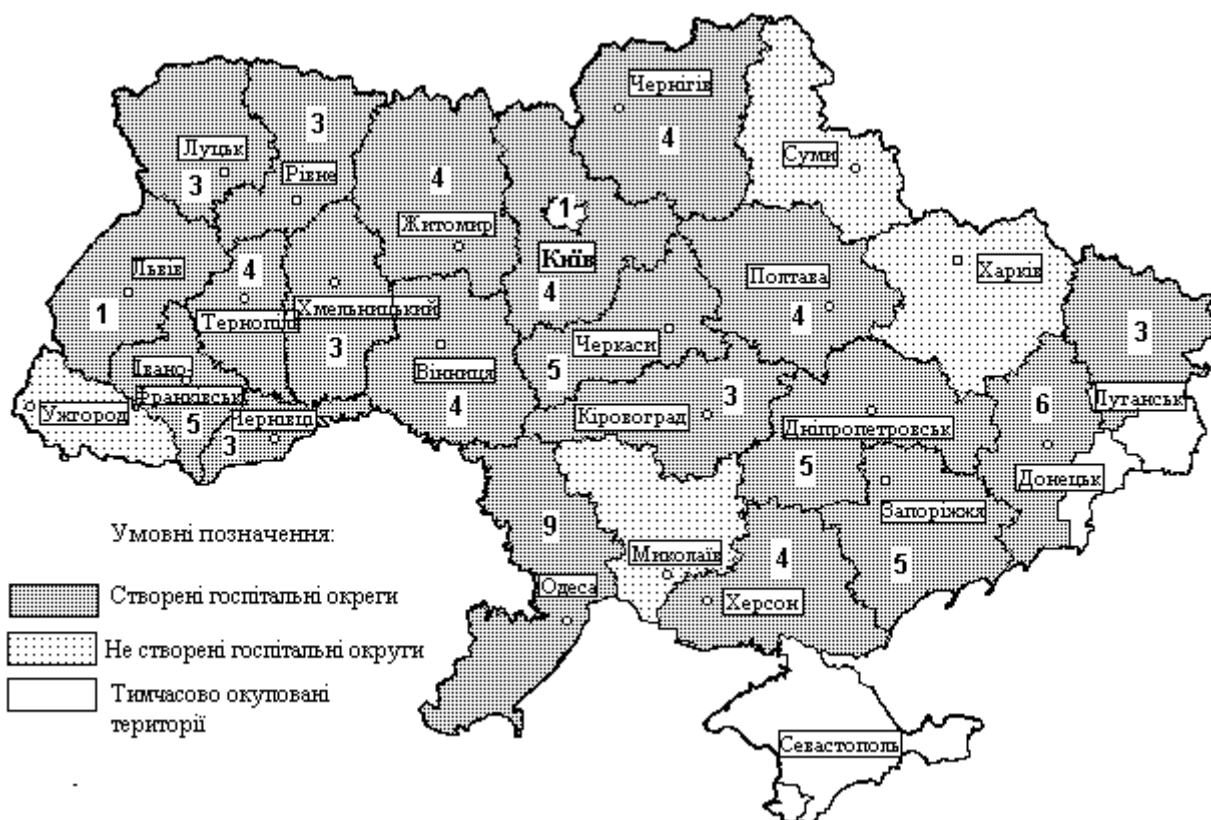 Чернігів
4
Суми
3
Луцьк
3
Рівне
4
Житомир
1
Київ
4
Львів
1
4
Тернопіл
Хмельницький
3
Полтава
4
Харків
3
Луганськ
Черкаси
5
Вінниця
4
Івано-
Франківськ
5
Чернівці
3
Ужгород
Кіровоград
3
Дніпропетровськ
5
6
Донецьк
Запоріжжя
5
9
Одеса
Миколаїв
4
Херсон
Севастополь
Умовні позначення:
Створені госпітальні окреги
Не створені госпітальні округи
Тимчасово окуповані
території